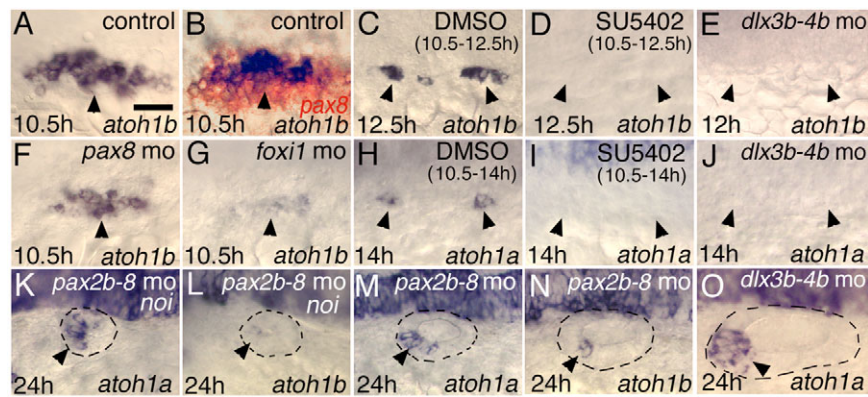 A control
10.5h
B control
pax8
10.5h atoh1b
C DMSO
(10.5-12.5h)
12.5h atoh1b
D SU5402
(10.5-12.5h)
12.5h atoh1b
E dlx3b-4b mo
12h atoh1b
F pax8 mo
10.5h atoh1b
G foxi1 mo
10.5h atoh1b
H DMSO
(10.5-14h)
14h atoh1a
I SU5402
(10.5-14h)
14h atoh1a
J dlx3b-4b mo
14h atoh1a
K pax2b-8 mo
noi
24h atoh1a
L pax2b-8 mo
noi
24h atoh1b
M pax2b-8 mo
24h atoh1a
N pax2b-8 mo
24h atoh1b
O dlx3b-4b mo
24h atoh1a